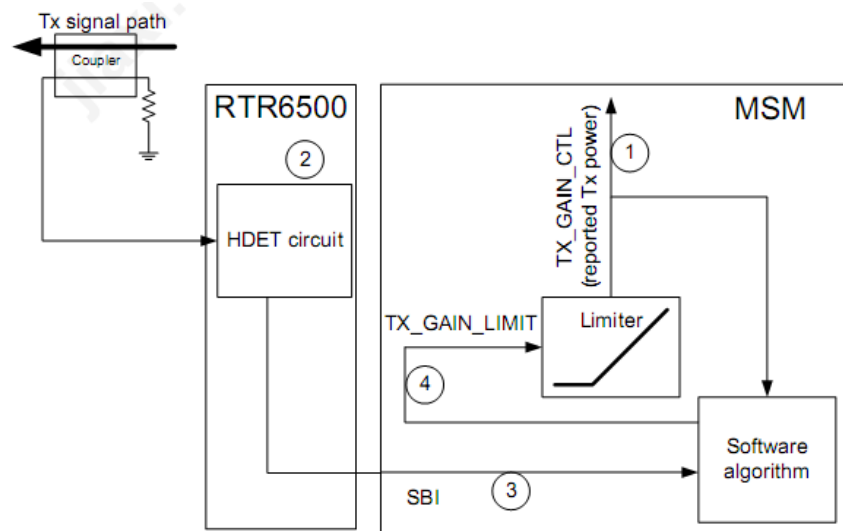 Tx signal path
Coupler
RTR6500
MSM
2
1
HDET circuit
TX_GAIN_CTL
(reported Tx power)
TX_GAIN_LIMIT
Limiter
4
Software
algorithm
SBI
3